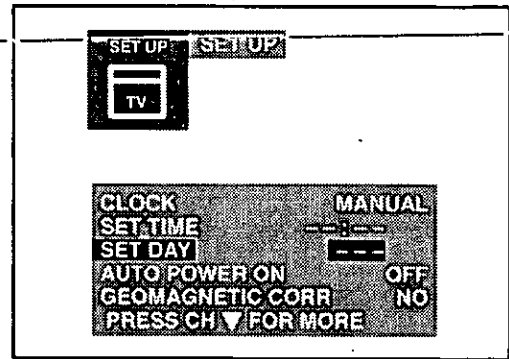 SET UP SET UP
TV
CLOCK MANUAL
SET TIME --:--
SET DAY ---
AUTO POWER ON OFF
GEOMAGNETIC CORR NO
PRESS CH ▼ FOR MORE